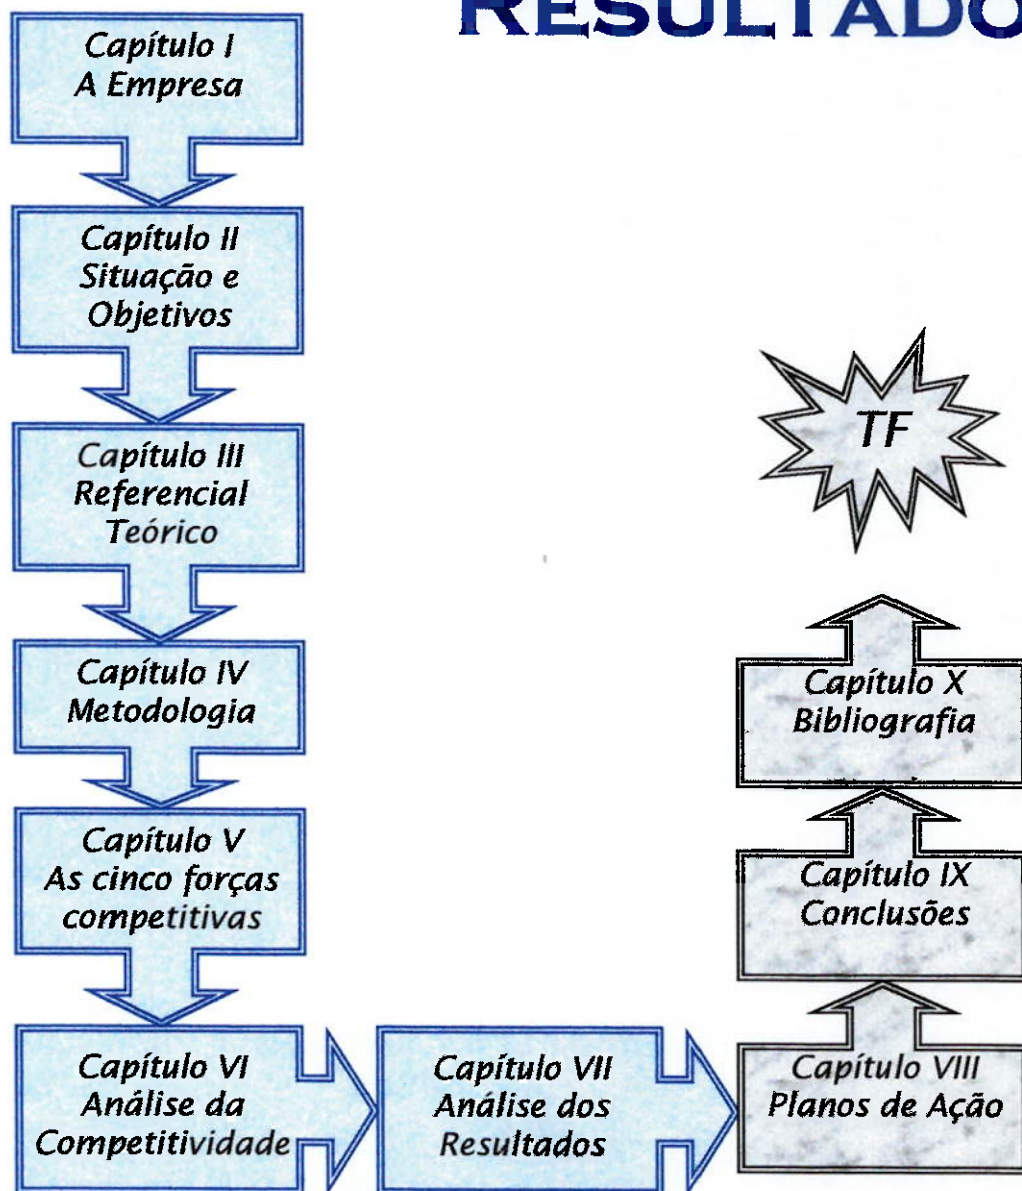 RESULTADO
Capítulo I
A Empresa
Capítulo II
Situação e
Objetivos
Capítulo III
Referencial
Teórico
Capítulo IV
Metodologia
Capítulo V
As cinco forças
competitivas
Capítulo VI
Análise da
Competitividade
Capítulo VII
Análise dos
Resultados
Capítulo VIII
Planos de Ação
Capítulo IX
Conclusões
Capítulo X
Bibliografia
TF